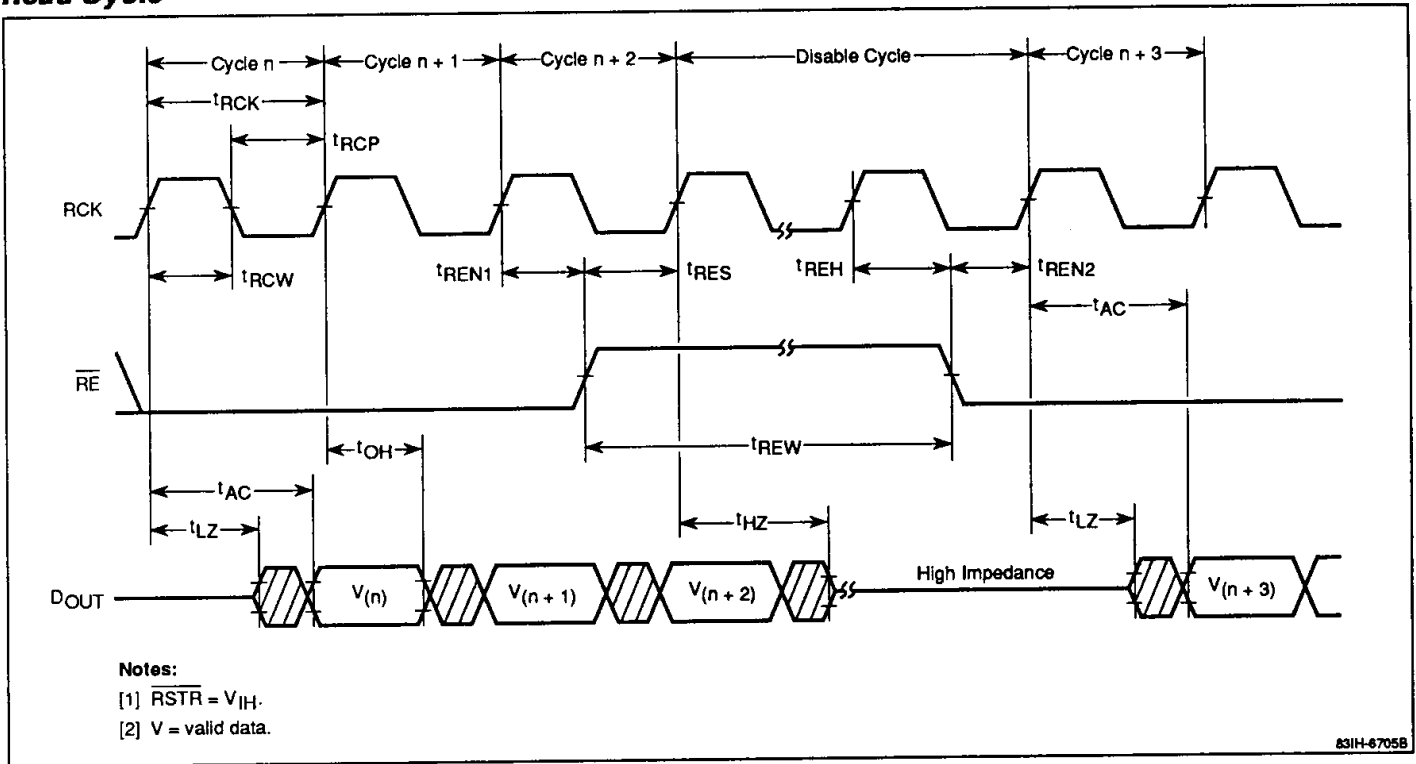 Read Cycle
Cycle n
Cycle n + 1
Cycle n + 2
Disable Cycle
Cycle n + 3
tRCK
tRCP
RCK
tRCW
tREN1
tRES
tREH
tREN2
tAC
RE
tOH
tREW
tAC
tLZ
tHZ
tLZ
DOUT
V(n)
V(n + 1)
V(n + 2)
High Impedance
V(n + 3)
Notes:
[1] RSTR = VIH.
[2] V = valid data.
83IH-6705B